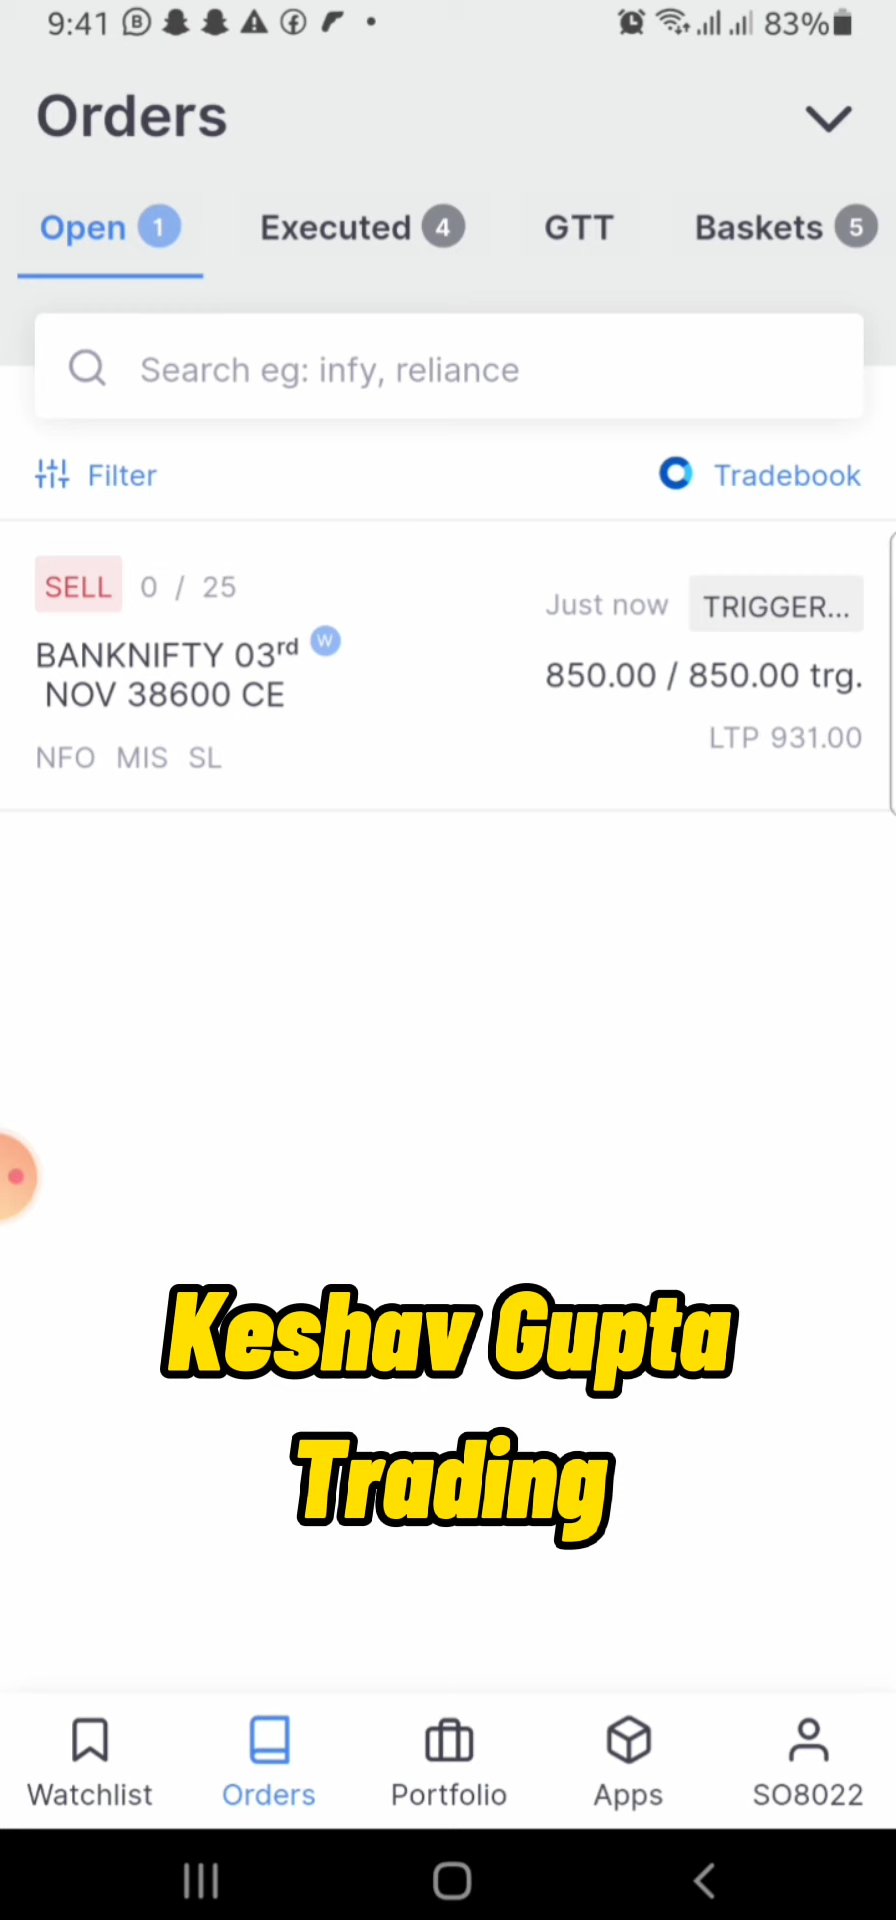 9:41 83%
Orders
Open 1 Executed 4 GTT Baskets 5
Search eg: infy, reliance
Filter Tradebook
SELL 0 / 25 Just now TRIGGER...
BANKNIFTY 03rd W
NOV 38600 CE
850.00 / 850.00 trg.
LTP 931.00
NFO MIS SL
Keshav Gupta
Trading
Watchlist Orders Portfolio Apps SO8022